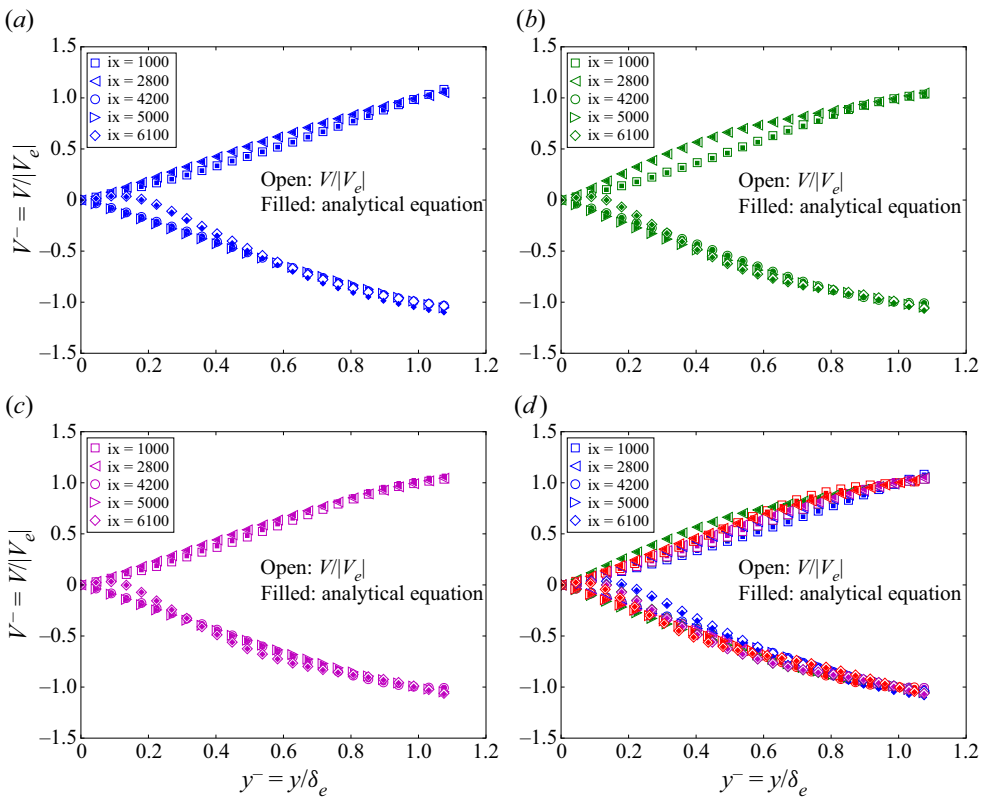 (a)
1.5
1.0
0.5
0
–0.5
–1.0
–1.5
V⁻ = V/|Vₑ|
ix = 1000
ix = 2800
ix = 4200
ix = 5000
ix = 6100
Open: V/|Vₑ|
Filled: analytical equation
0 0.2 0.4 0.6 0.8 1.0 1.2
(b)
1.5
1.0
0.5
0
–0.5
–1.0
–1.5
ix = 1000
ix = 2800
ix = 4200
ix = 5000
ix = 6100
Open: V/|Vₑ|
Filled: analytical equation
0 0.2 0.4 0.6 0.8 1.0 1.2
(c)
1.5
1.0
0.5
0
–0.5
–1.0
–1.5
V⁻ = V/|Vₑ|
ix = 1000
ix = 2800
ix = 4200
ix = 5000
ix = 6100
Open: V/|Vₑ|
Filled: analytical equation
0 0.2 0.4 0.6 0.8 1.0 1.2
y⁻ = y/δₑ
(d)
1.5
1.0
0.5
0
–0.5
–1.0
–1.5
ix = 1000
ix = 2800
ix = 4200
ix = 5000
ix = 6100
Open: V/|Vₑ|
Filled: analytical equation
0 0.2 0.4 0.6 0.8 1.0 1.2
y⁻ = y/δₑ